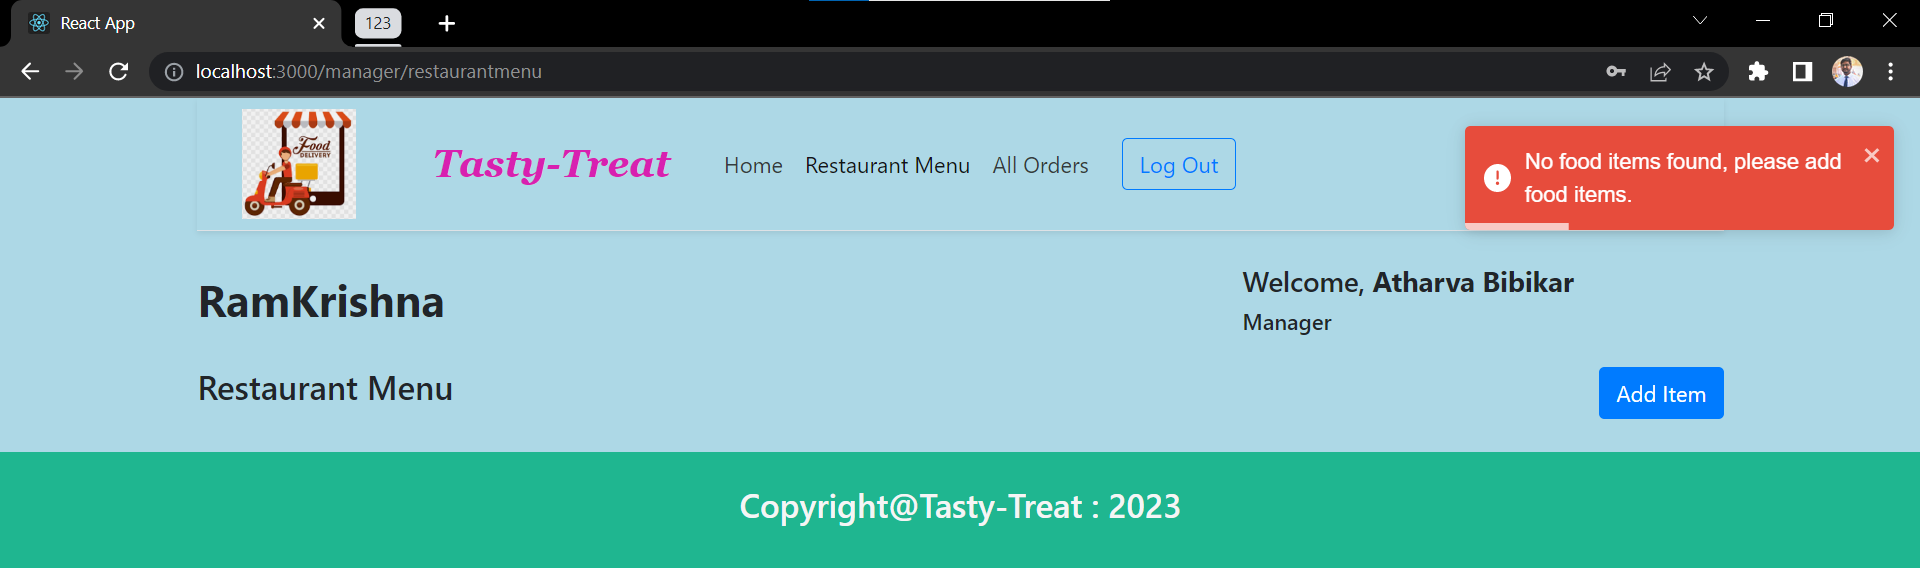 React App
123
localhost:3000/manager/restaurantmenu
Food
DELIVERY
Tasty-Treat
Home
Restaurant Menu
All Orders
Log Out
No food items found, please add
food items.
RamKrishna
Welcome, Atharva Bibikar
Manager
Restaurant Menu
Add Item
Copyright@Tasty-Treat : 2023